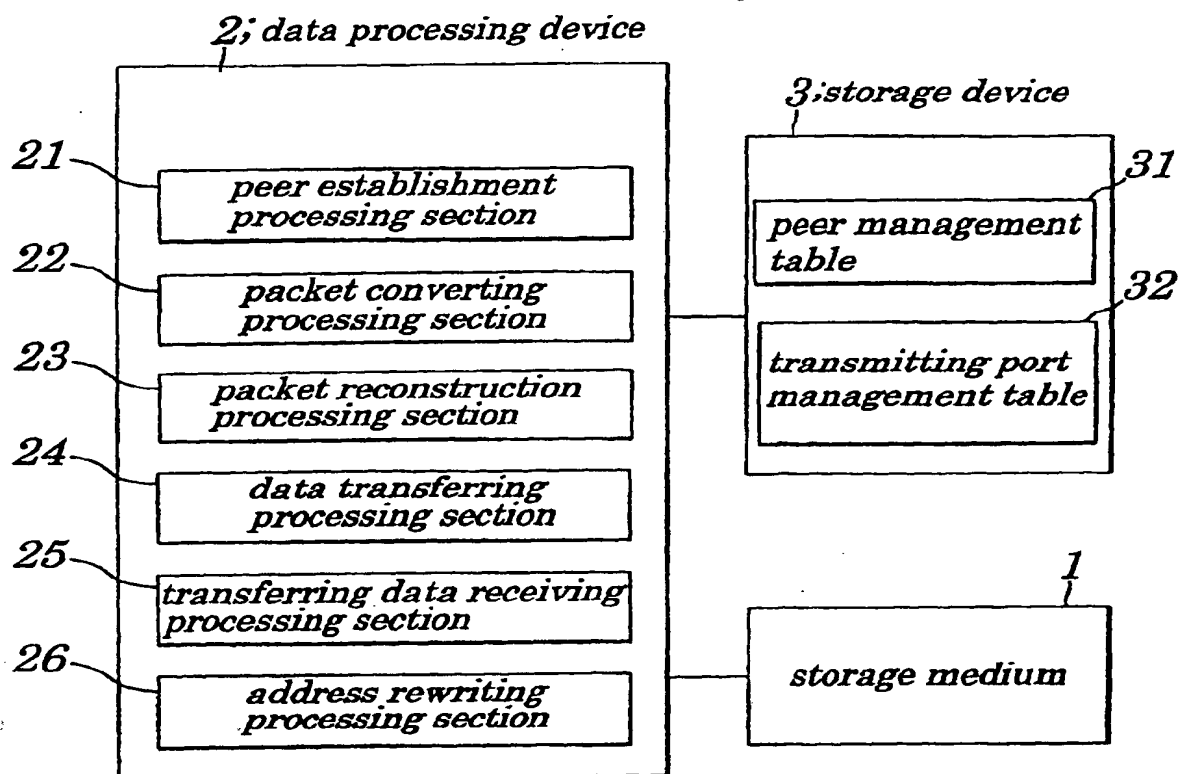 2; data processing device
21
peer establishment
processing section
22
packet converting
processing section
23
packet reconstruction
processing section
24
data transferring
processing section
25
transferring data receiving
processing section
26
address rewriting
processing section
3;storage device
31
peer management
table
32
transmitting port
management table
1
storage medium